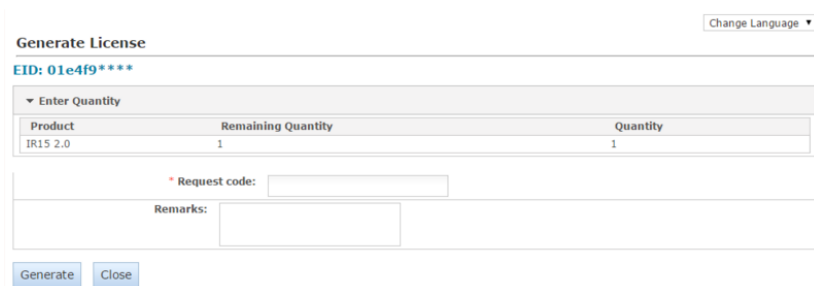 Change Language ▼
Generate License
EID: 01e4f9****
▼ Enter Quantity
Product Remaining Quantity Quantity
IR15 2.0 1 1
* Request code:
Remarks:
Generate Close